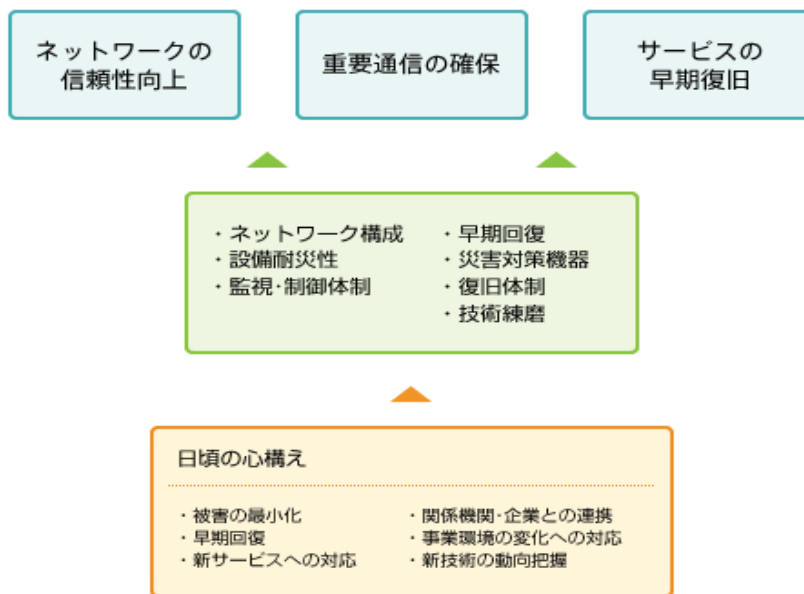 ネットワークの
信頼性向上
重要通信の確保
サービスの
早期復旧
・ネットワーク構成
・設備耐災性
・監視・制御体制
・早期回復
・災害対策機器
・復旧体制
・技術練磨
日頃の心構え
・被害の最小化
・早期回復
・新サービスへの対応
・関係機関・企業との連携
・事業環境の変化への対応
・新技術の動向把握